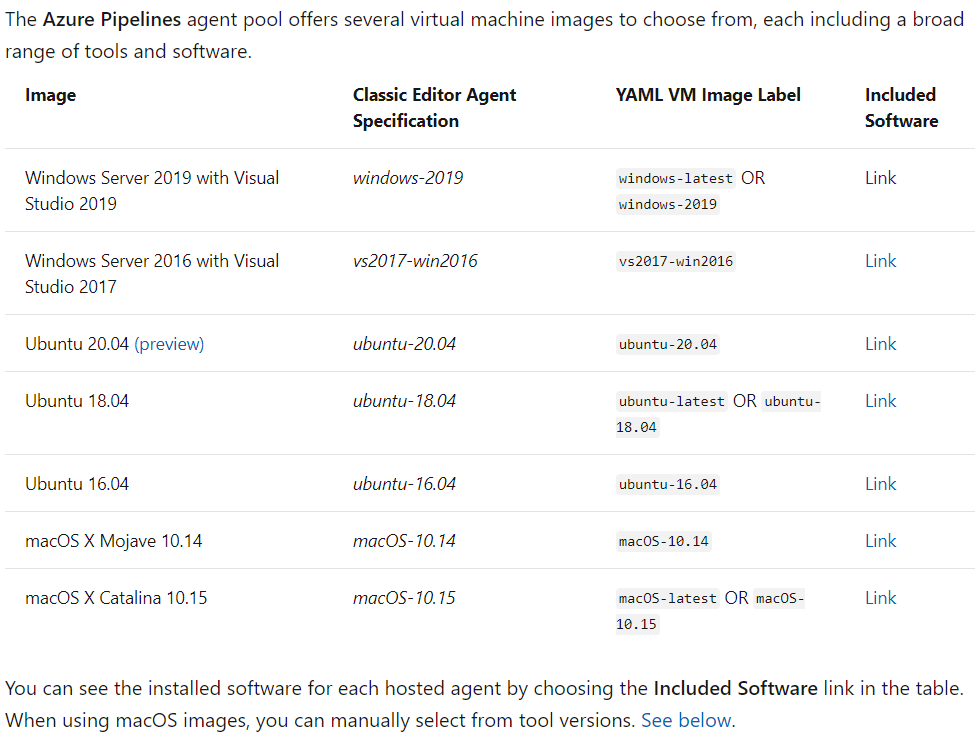 The Azure Pipelines agent pool offers several virtual machine images to choose from, each including a broad
range of tools and software.
Image Classic Editor Agent YAML VM Image Label Included
Specification Software
Windows Server 2019 with Visual windows-2019 windows-latest OR Link
Studio 2019 windows-2019
Windows Server 2016 with Visual vs2017-win2016 vs2017-win2016 Link
Studio 2017
Ubuntu 20.04 (preview) ubuntu-20.04 ubuntu-20.04 Link
Ubuntu 18.04 ubuntu-18.04 ubuntu-latest OR ubuntu- Link
18.04
Ubuntu 16.04 ubuntu-16.04 ubuntu-16.04 Link
macOS X Mojave 10.14 macOS-10.14 macOS-10.14 Link
macOS X Catalina 10.15 macOS-10.15 macOS-latest OR macOS- Link
10.15
You can see the installed software for each hosted agent by choosing the Included Software link in the table.
When using macOS images, you can manually select from tool versions. See below.